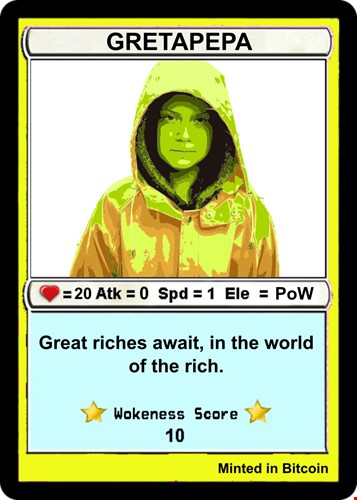 GRETAPEPA
= 20 Atk = 0 Spd = 1 Ele = PoW
Great riches await, in the world
of the rich.
Wokeness Score
10
Minted in Bitcoin